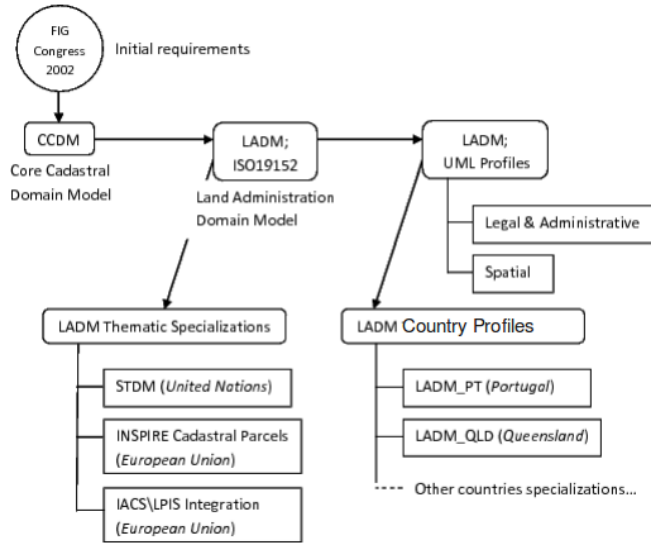 FIG
Congress
2002
Initial requirements
CCDM
Core Cadastral
Domain Model
LADM;
ISO19152
Land Administration
Domain Model
LADM;
UML Profiles
Legal & Administrative
Spatial
LADM Thematic Specializations
STDM (United Nations)
INSPIRE Cadastral Parcels
(European Union)
IACS\LPIS Integration
(European Union)
LADM Country Profiles
LADM_PT (Portugal)
LADM_QLD (Queensland)
Other countries specializations...